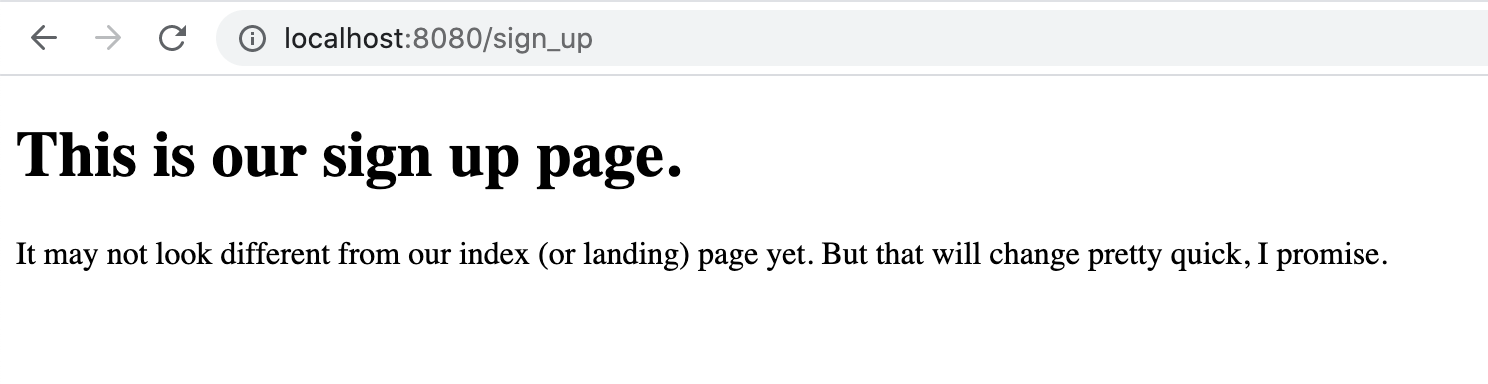 localhost:8080/sign_up
This is our sign up page.
It may not look different from our index (or landing) page yet. But that will change pretty quick, I promise.